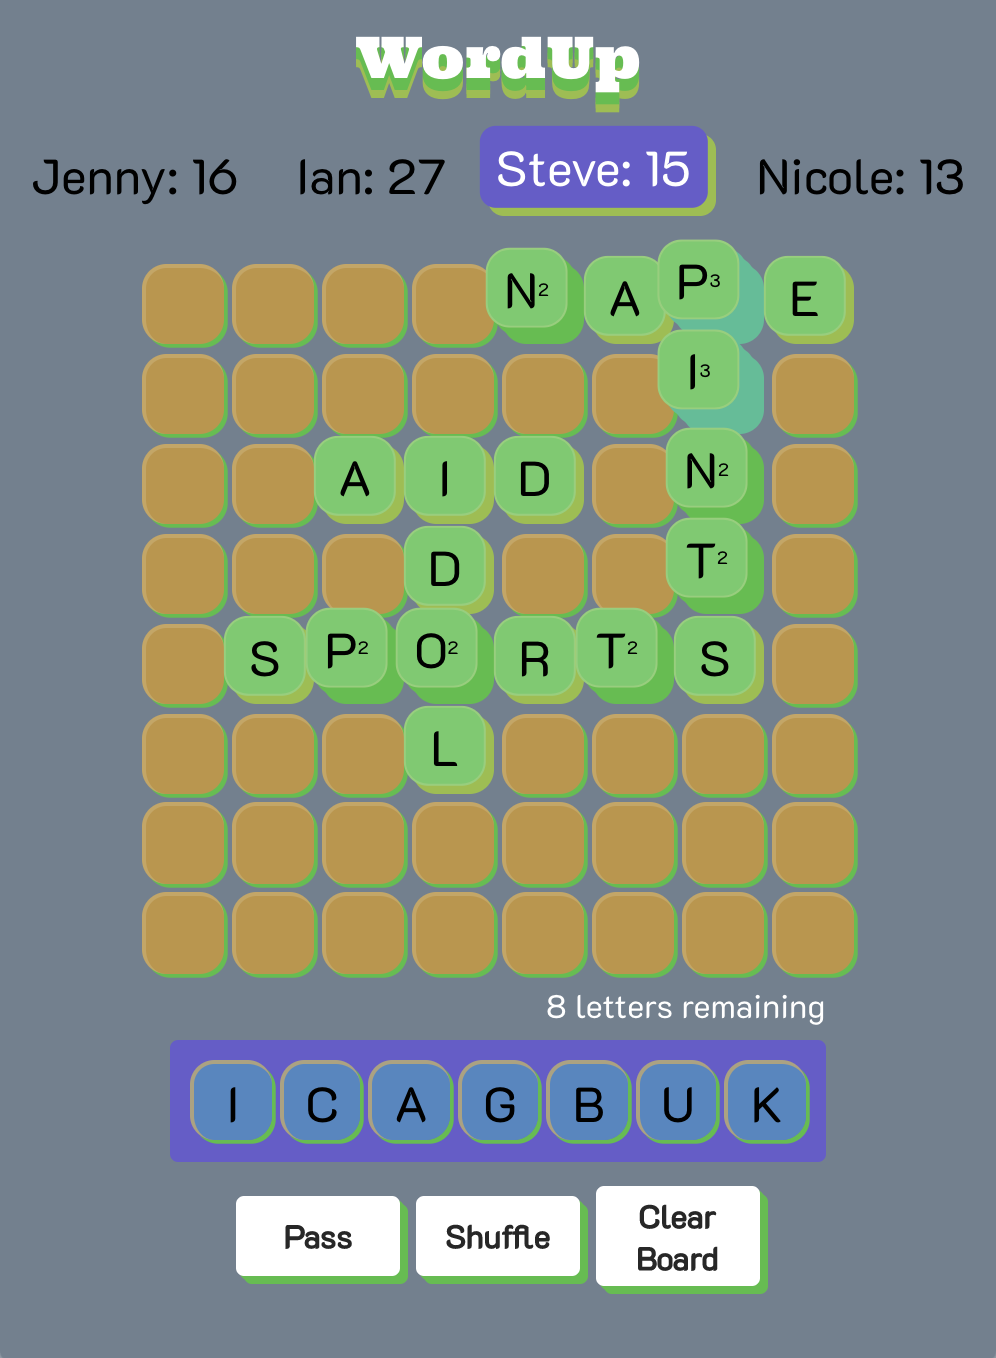 WordUp
Jenny: 16 Ian: 27 Steve: 15 Nicole: 13
N2 A P3 E
I3
A I D N2
D T2
S P2 O2 R T2 S
L
8 letters remaining
I C A G B U K
Pass Shuffle Clear Board